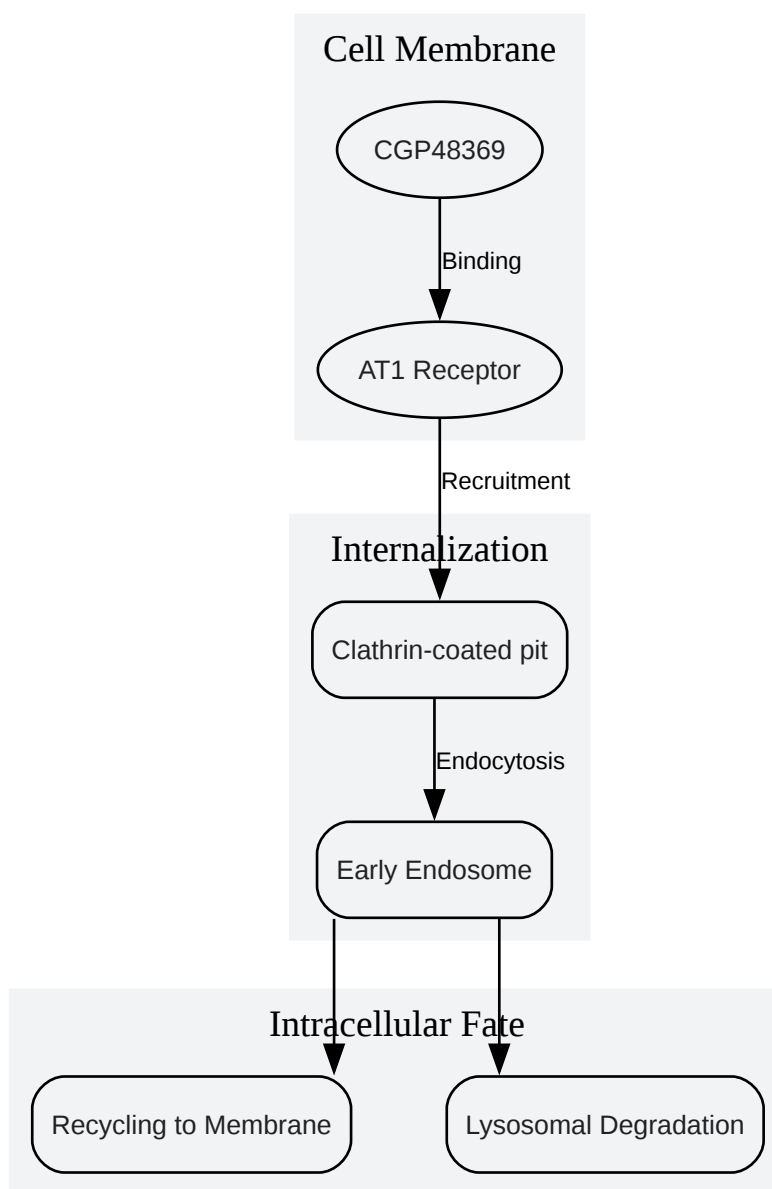 Cell Membrane
CGP48369
Binding
AT1 Receptor
Recruitment
Internalization
Clathrin-coated pit
Endocytosis
Early Endosome
Intracellular Fate
Recycling to Membrane
Lysosomal Degradation